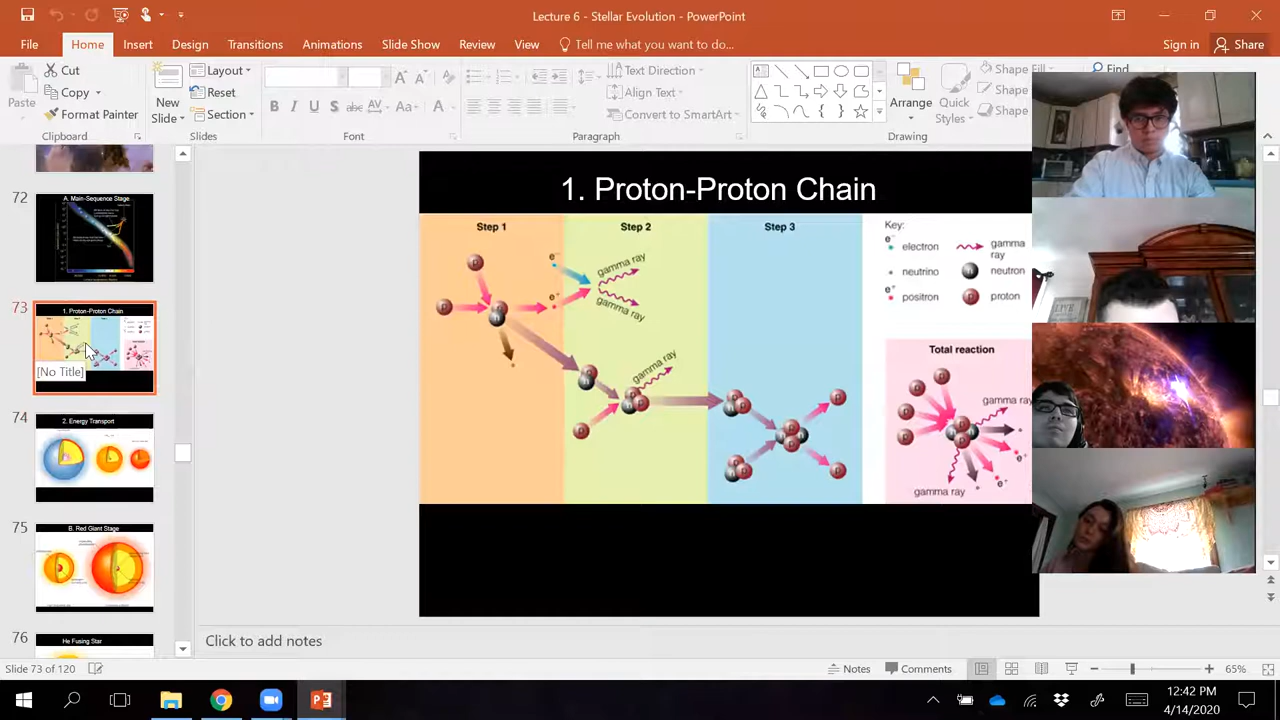 Lecture 6 - Stellar Evolution - PowerPoint
File Home Insert Design Transitions Animations Slide Show Review View Tell me what you want to do... Sign in Share
Paste
Cut
Copy
Format Painter
Clipboard
New Slide
Layout
Reset
Section
Slides
B I U S abc AV Aa A
Font
Text Direction
Align Text
Convert to SmartArt
Paragraph
Arrange
Quick Styles
Shape Fill
Shape
Shape
Drawing
Find
72
A. Main-Sequence Stage
73
1. Proton-Proton Chain
[No Title]
74
2. Energy Transport
75
B. Red Giant Stage
76
He Fusing Star
1. Proton-Proton Chain
Step 1
Step 2
Step 3
e-
e+
gamma ray
gamma ray
gamma ray
Key:
e- electron
neutrino
e+ positron
gamma ray
n neutron
p proton
Total reaction
gamma ray
e+
e+
gamma ray
LIVE
Click to add notes
Slide 73 of 120
Notes
Comments
65%
12:42 PM
4/14/2020